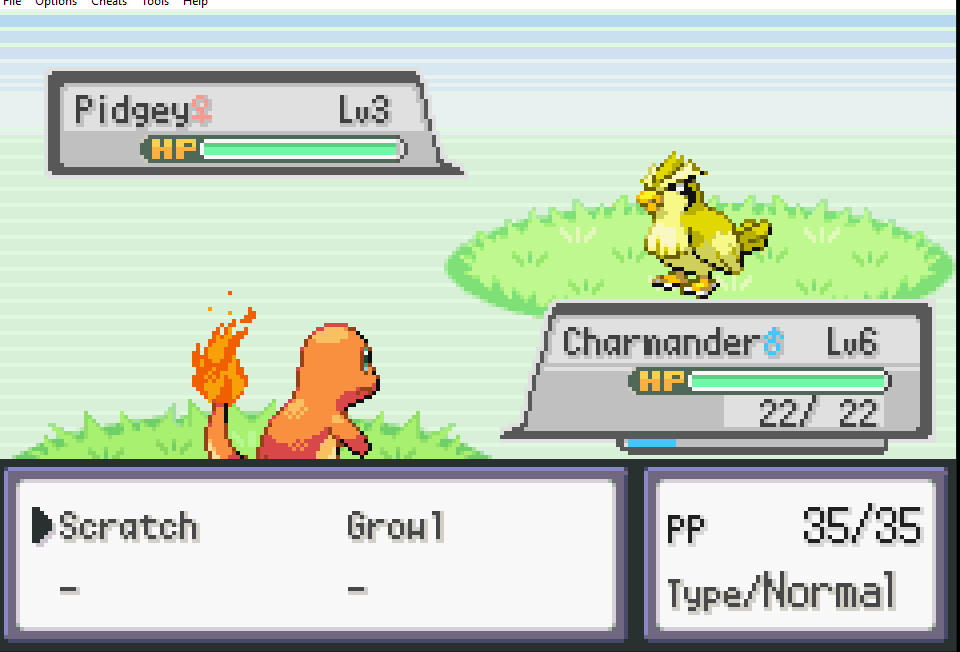 File Options Cheats Tools Help
Pidgey♀ Lv3
HP
Charmander♂ Lv6
HP
22/ 22
Scratch Growl
- -
PP 35/35
Type/Normal